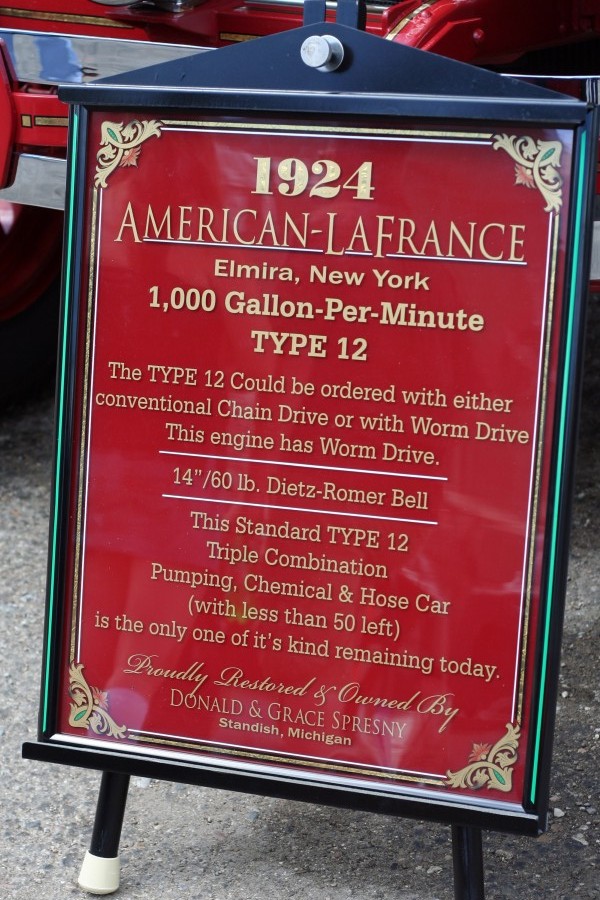 1924
AMERICAN-LAFRANCE
Elmira, New York
1,000 Gallon-Per-Minute
TYPE 12
The TYPE 12 Could be ordered with either
conventional Chain Drive or with Worm Drive
This engine has Worm Drive.
14”/60 lb. Dietz-Romer Bell
This Standard TYPE 12
Triple Combination
Pumping, Chemical & Hose Car
(with less than 50 left)
is the only one of it’s kind remaining today.
Proudly Restored & Owned By
DONALD & GRACE SPRESNY
Standish, Michigan